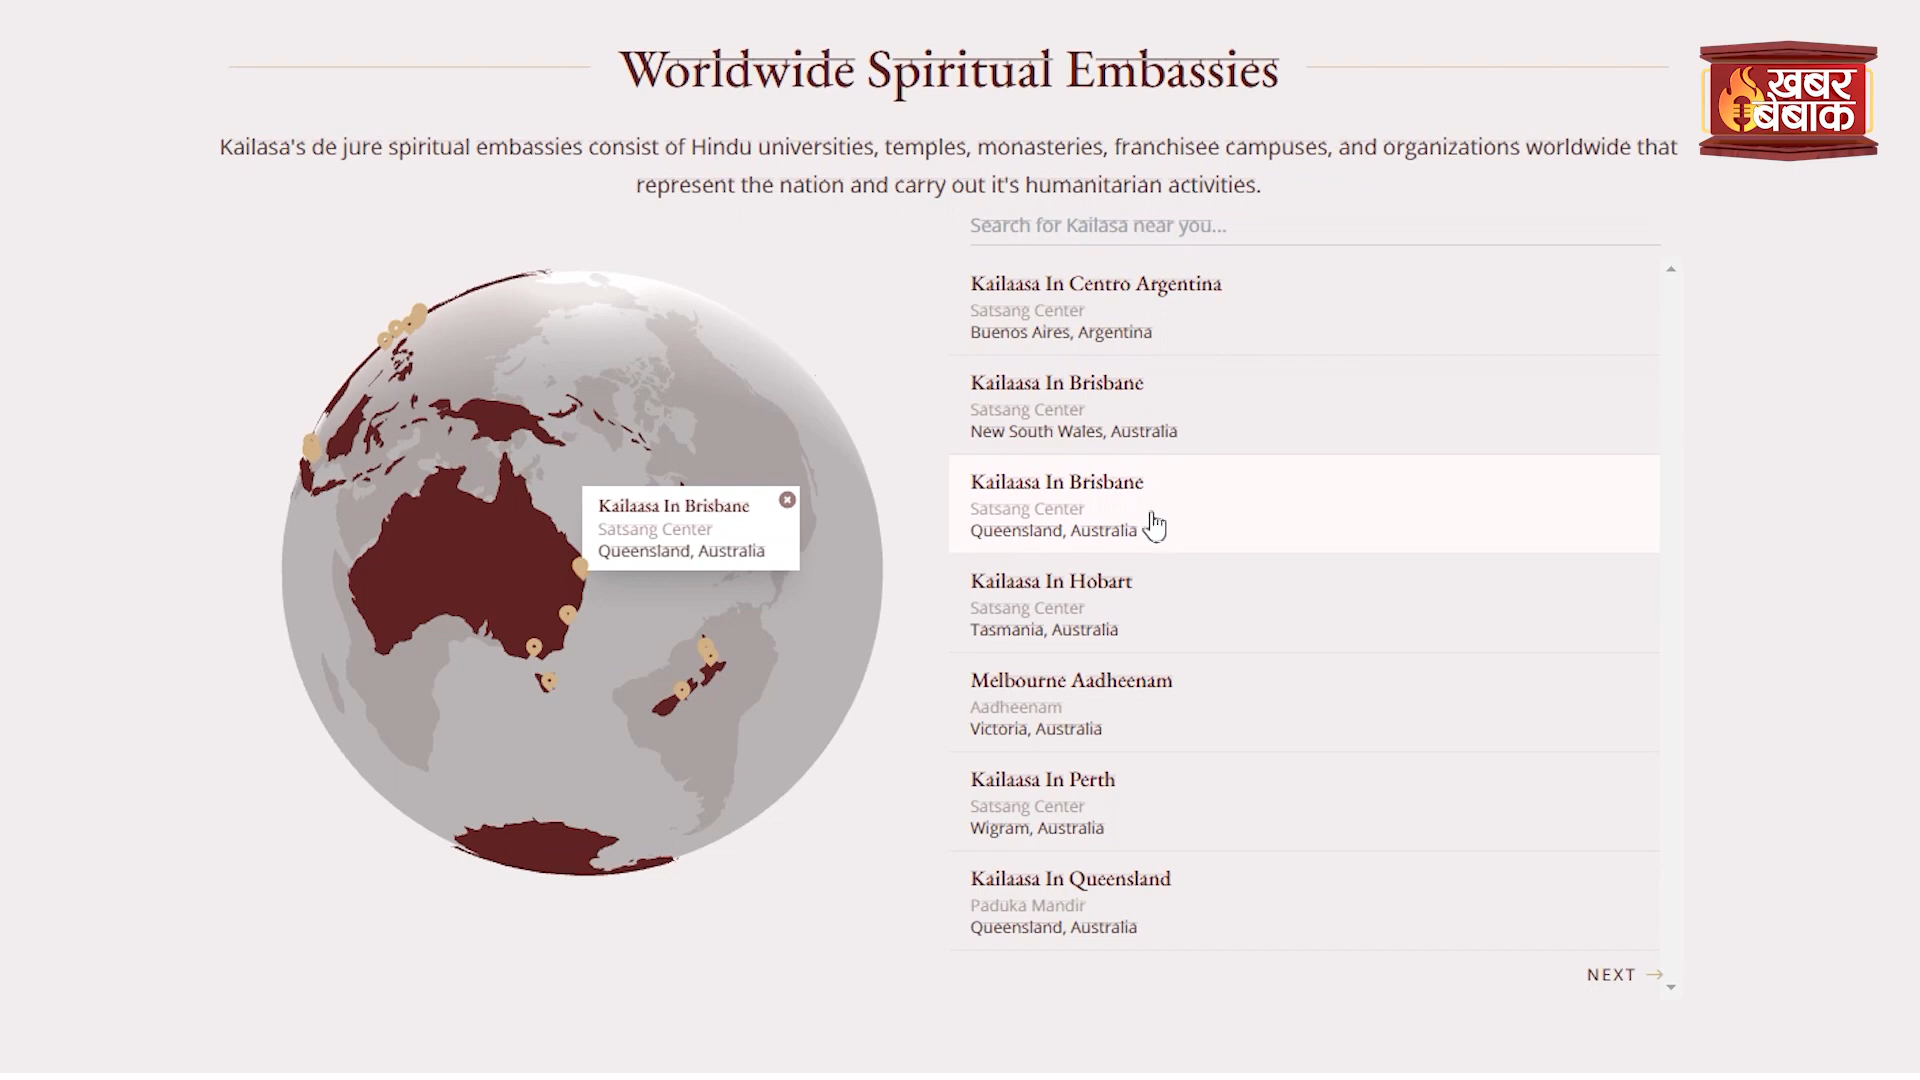 Worldwide Spiritual Embassies
ख़बर
बेबाक
Kailasa's de jure spiritual embassies consist of Hindu universities, temples, monasteries, franchisee campuses, and organizations worldwide that
represent the nation and carry out it's humanitarian activities.
Search for Kailasa near you...
Kailaasa In Centro Argentina
Satsang Center
Buenos Aires, Argentina
Kailaasa In Brisbane
Satsang Center
New South Wales, Australia
Kailaasa In Brisbane
Satsang Center
Queensland, Australia
Kailaasa In Brisbane
Satsang Center
Queensland, Australia
Kailaasa In Hobart
Satsang Center
Tasmania, Australia
Melbourne Aadheenam
Aadheenam
Victoria, Australia
Kailaasa In Perth
Satsang Center
Wigram, Australia
Kailaasa In Queensland
Paduka Mandir
Queensland, Australia
NEXT →